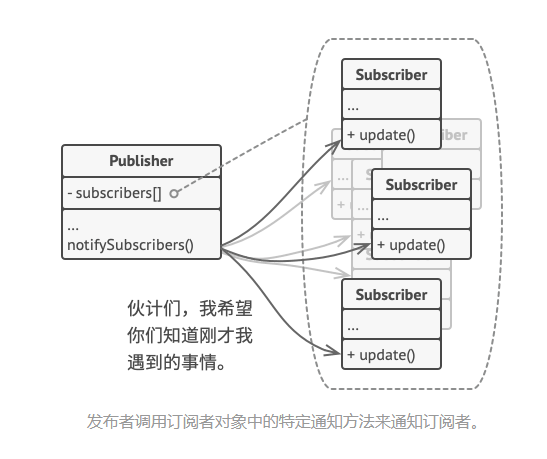 Subscriber
...
+ update()
Publisher
- subscribers[]
...
notifySubscribers()
Subscriber
...
+ update()
Subscriber
...
+ update()
伙计们，我希望
你们知道刚才我
遇到的事情。
发布者调用订阅者对象中的特定通知方法来通知订阅者。